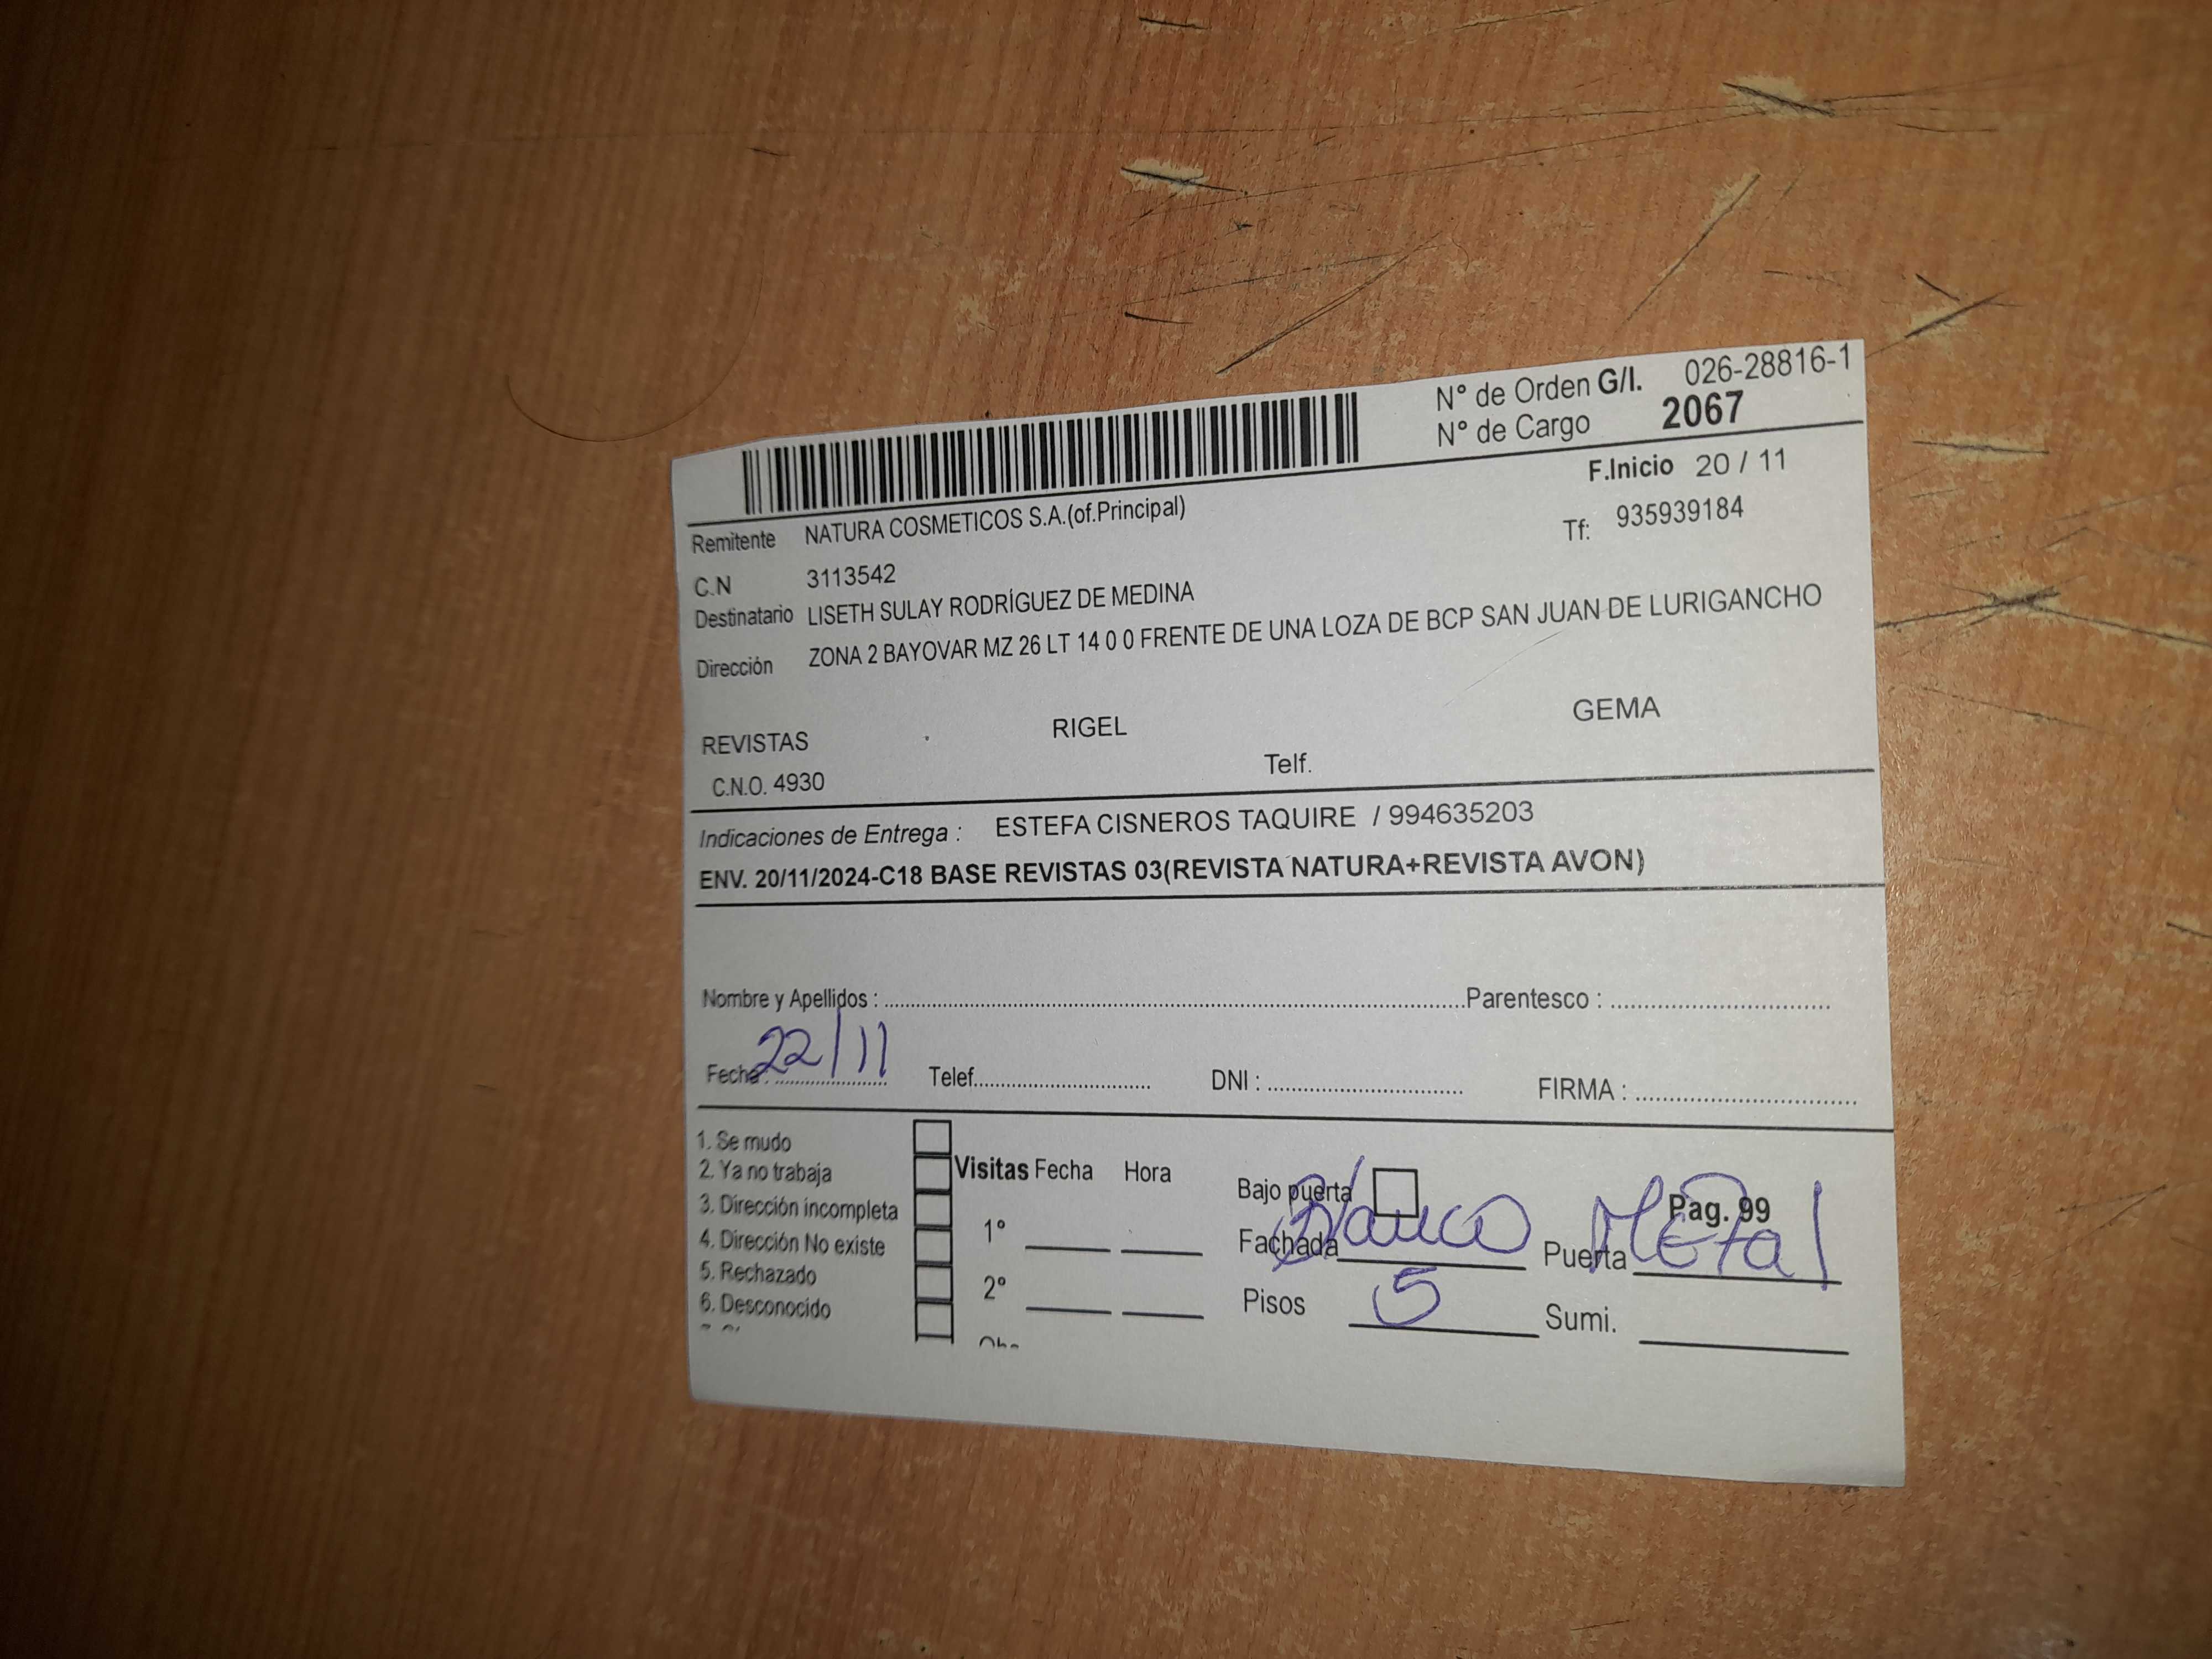 N° de Orden G/I. 026-28816-1
N° de Cargo 2067
F.Inicio 20 / 11
Remitente NATURA COSMETICOS S.A.(of.Principal)
Tf: 935939184
C.N 3113542
Destinatario LISETH SULAY RODRÍGUEZ DE MEDINA
Dirección ZONA 2 BAYOVAR MZ 26 LT 14 0 0 FRENTE DE UNA LOZA DE BCP SAN JUAN DE LURIGANCHO
REVISTAS RIGEL GEMA
C.N.O. 4930 Telf.
Indicaciones de Entrega : ESTEFA CISNEROS TAQUIRE / 994635203
ENV. 20/11/2024-C18 BASE REVISTAS 03(REVISTA NATURA+REVISTA AVON)
Nombre y Apellidos : Parentesco :
Fecha : 22/11 Telef. DNI : FIRMA :
1. Se mudo
2. Ya no trabaja
3. Dirección incompleta
4. Dirección No existe
5. Rechazado
6. Desconocido
Visitas Fecha Hora
1°
2°
Bajo puerta
Pag. 99
Fachada Blanco Puerta Metal
Pisos 5 Sumi.